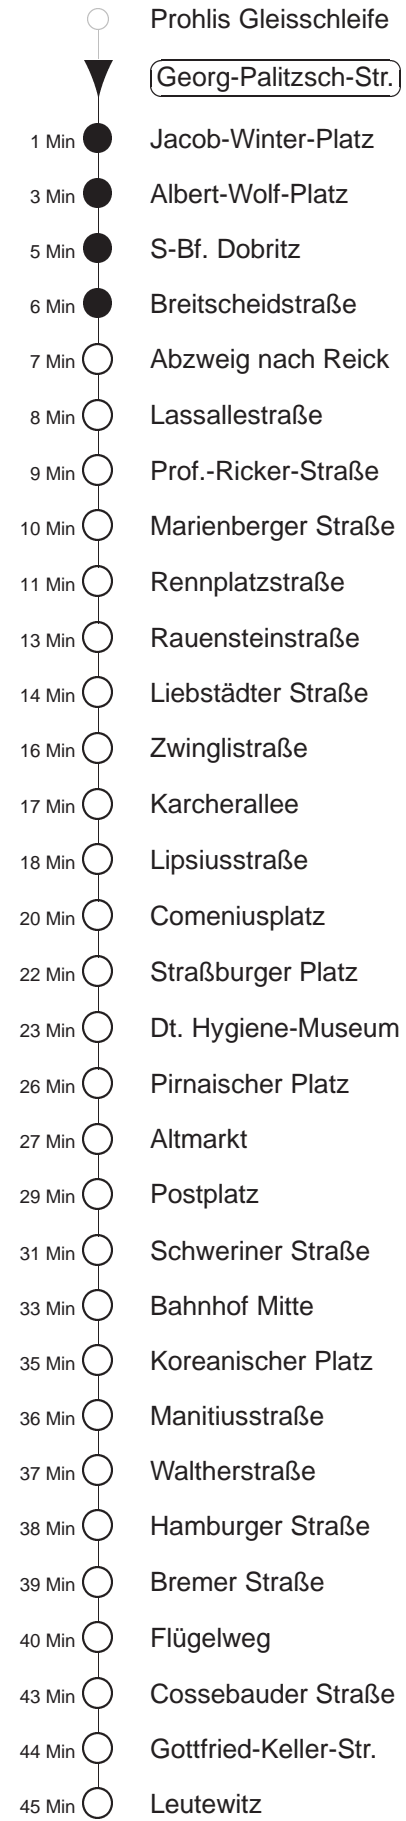 Prohlis Gleisschleife
Georg-Palitzsch-Str.
1 Min Jacob-Winter-Platz
3 Min Albert-Wolf-Platz
5 Min S-Bf. Dobritz
6 Min Breitscheidstraße
7 Min Abzweig nach Reick
8 Min Lassallestraße
9 Min Prof.-Ricker-Straße
10 Min Marienberger Straße
11 Min Rennplatzstraße
13 Min Rauensteinstraße
14 Min Liebstädter Straße
16 Min Zwinglistraße
17 Min Karcherallee
18 Min Lipsiusstraße
20 Min Comeniusplatz
22 Min Straßburger Platz
23 Min Dt. Hygiene-Museum
26 Min Pirnaischer Platz
27 Min Altmarkt
29 Min Postplatz
31 Min Schweriner Straße
33 Min Bahnhof Mitte
35 Min Koreanischer Platz
36 Min Manitiusstraße
37 Min Waltherstraße
38 Min Hamburger Straße
39 Min Bremer Straße
40 Min Flügelweg
43 Min Cossebauder Straße
44 Min Gottfried-Keller-Str.
45 Min Leutewitz